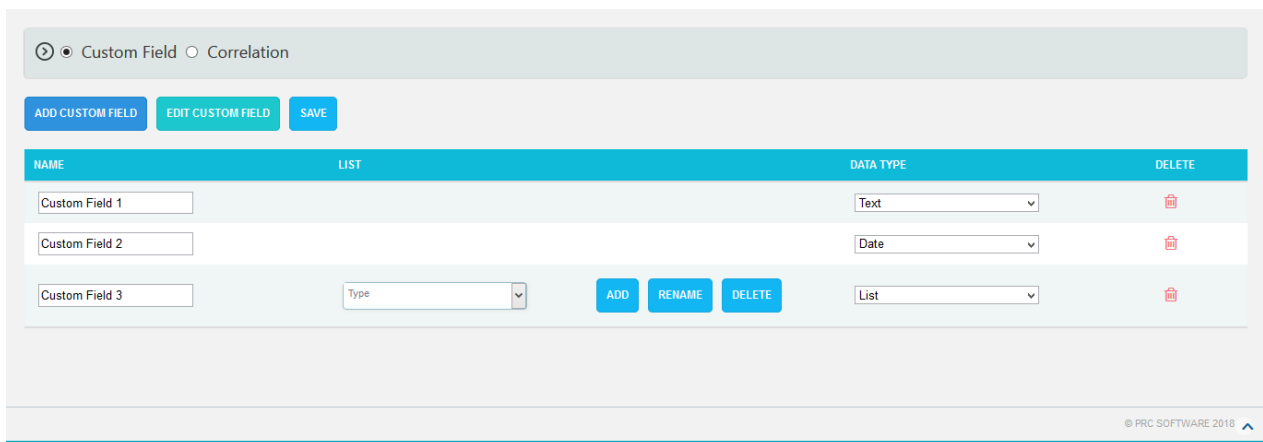 Custom Field Correlation
ADD CUSTOM FIELD EDIT CUSTOM FIELD SAVE
NAME LIST DATA TYPE DELETE
Custom Field 1 Text
Custom Field 2 Date
Custom Field 3 Type ADD RENAME DELETE List
© PRC SOFTWARE 2018